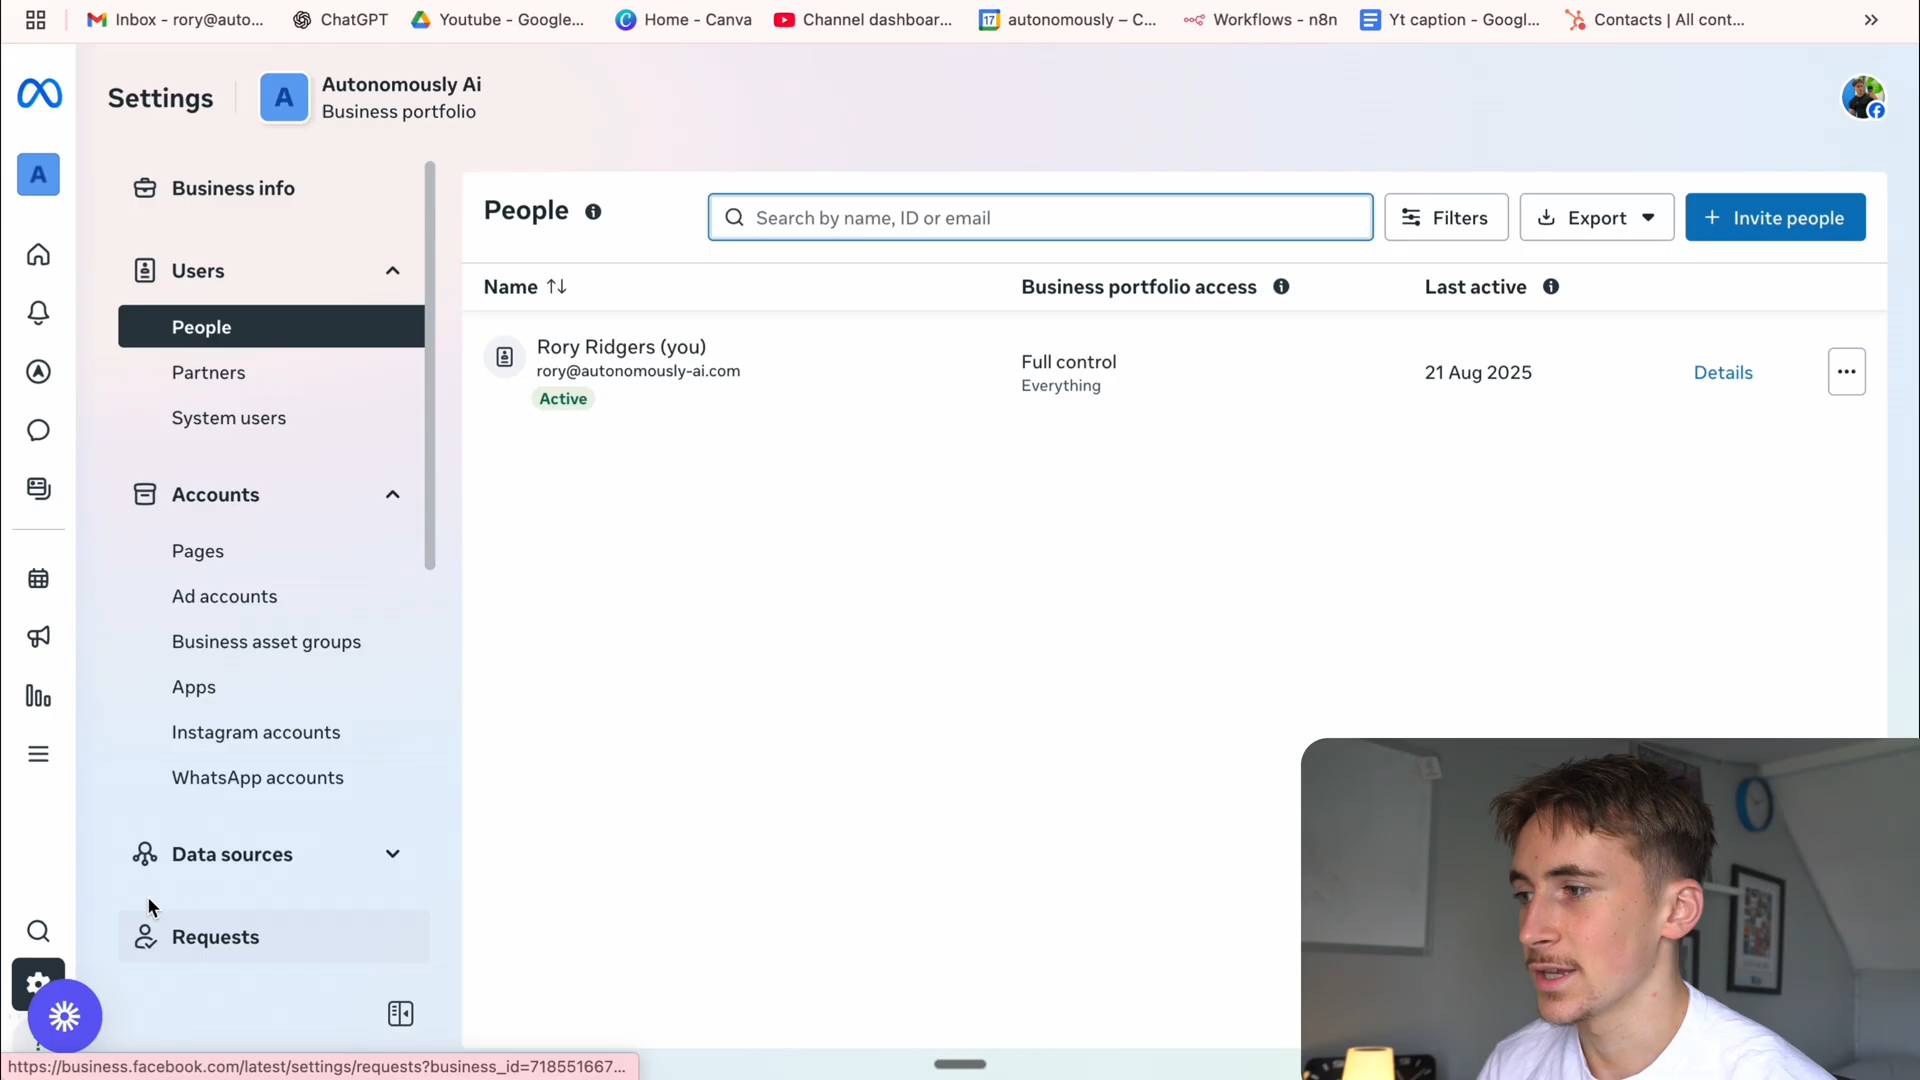 Inbox - rory@auto...
ChatGPT
Youtube - Google...
Home - Canva
Channel dashboar...
17
autonomously – C...
Workflows - n8n
Yt caption - Googl...
Contacts | All cont...
Settings
A
Autonomously Ai
Business portfolio
A
Business info
Users
People
Partners
System users
Accounts
Pages
Ad accounts
Business asset groups
Apps
Instagram accounts
WhatsApp accounts
Data sources
Requests
People
Search by name, ID or email
Filters
Export
+ Invite people
Name
Business portfolio access
Last active
Rory Ridgers (you)
rory@autonomously-ai.com
Active
Full control
Everything
21 Aug 2025
Details
https://business.facebook.com/latest/settings/requests?business_id=718551667...